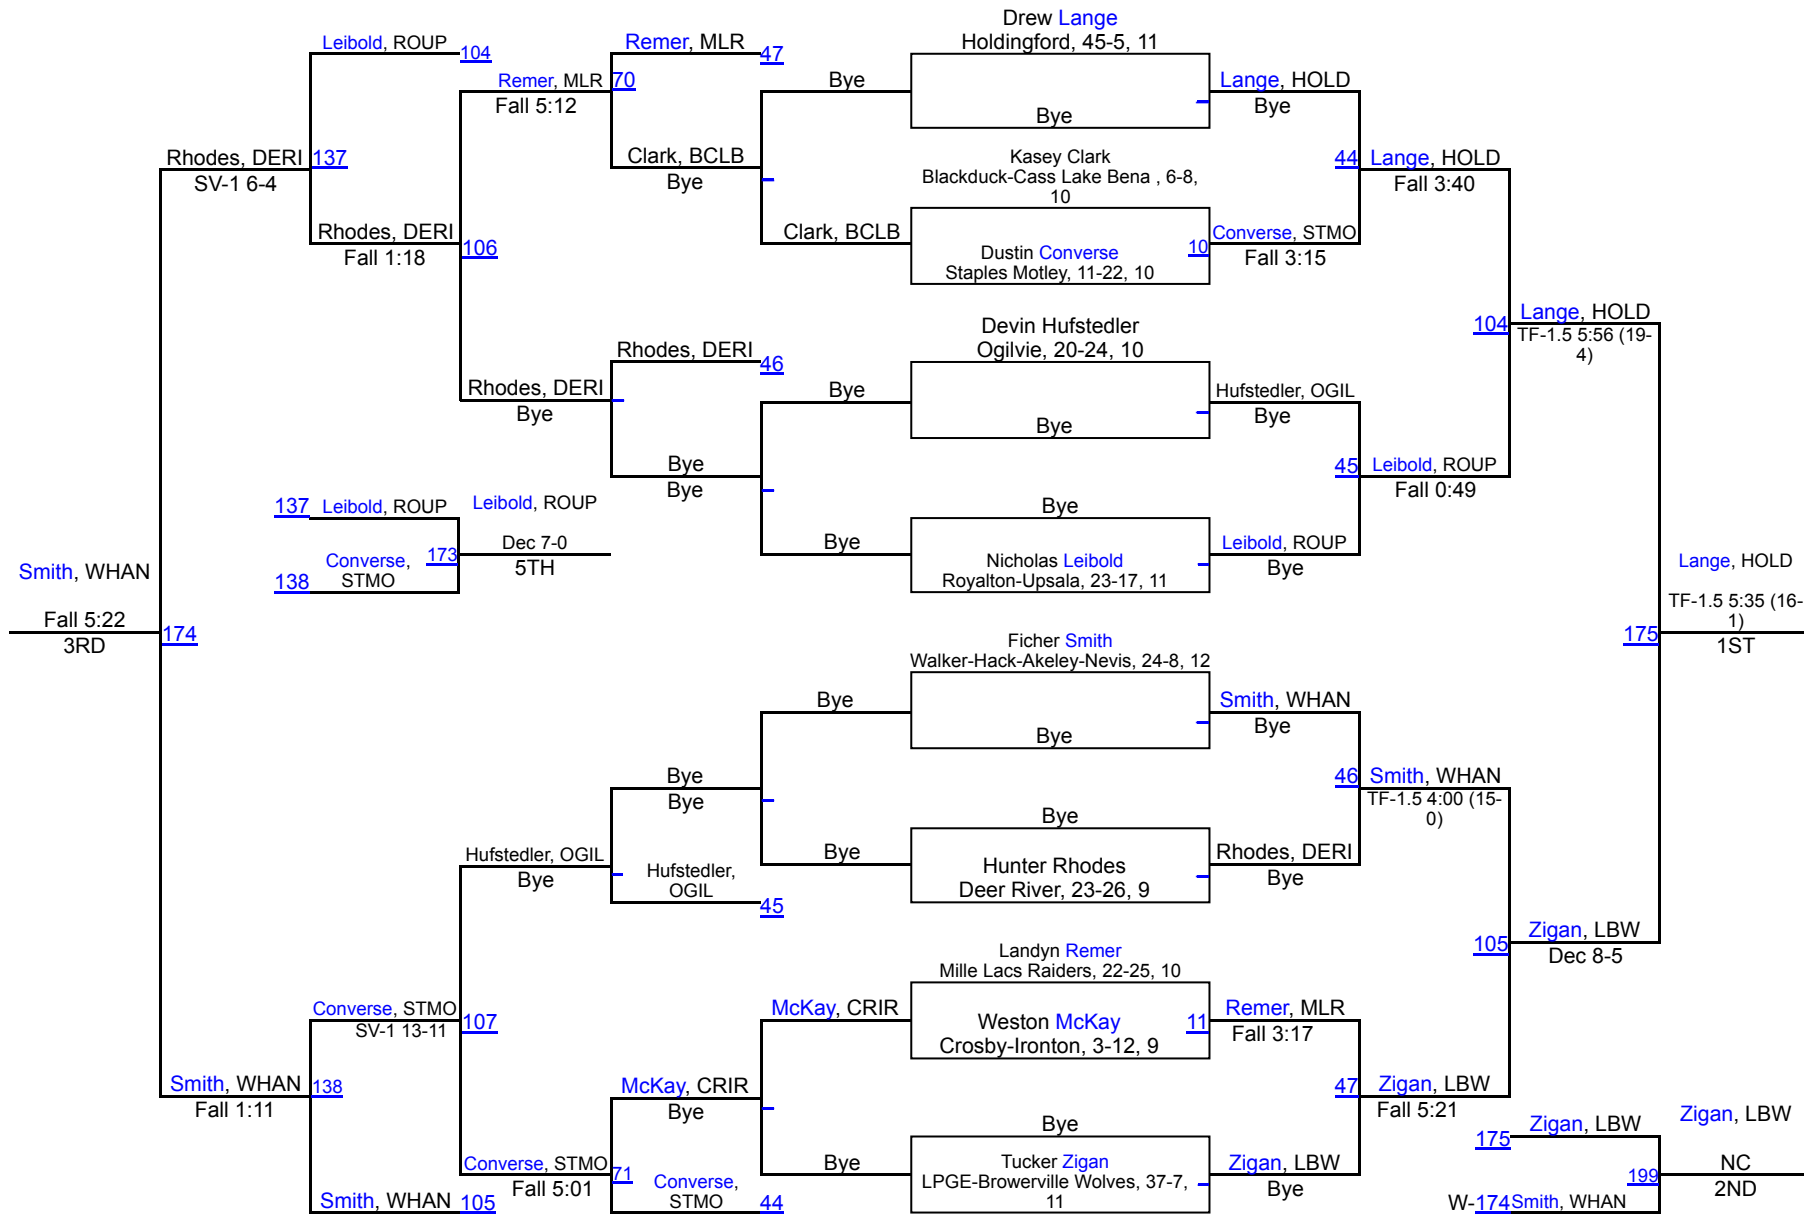 Drew Lange
Holdingford, 45-5, 11
Bye
Kasey Clark
Blackduck-Cass Lake Bena , 6-8,
10
Dustin Converse
Staples Motley, 11-22, 10
10
Devin Hufstedler
Ogilvie, 20-24, 10
Bye
Bye
Nicholas Leibold
Royalton-Upsala, 23-17, 11
Ficher Smith
Walker-Hack-Akeley-Nevis, 24-8, 12
Bye
Bye
Hunter Rhodes
Deer River, 23-26, 9
Landyn Remer
Mille Lacs Raiders, 22-25, 10
Weston McKay
Crosby-Ironton, 3-12, 9
11
Bye
Tucker Zigan
LPGE-Browerville Wolves, 37-7,
11
Lange, HOLD
Bye
Converse, STMO
Fall 3:15
Hufstedler, OGIL
Bye
Leibold, ROUP
Bye
Smith, WHAN
Bye
Rhodes, DERI
Bye
Remer, MLR
Fall 3:17
Zigan, LBW
Bye
44
Lange, HOLD
Fall 3:40
45
Leibold, ROUP
Fall 0:49
46
Smith, WHAN
TF-1.5 4:00 (15-
0)
47
Zigan, LBW
Fall 5:21
104
Lange, HOLD
TF-1.5 5:56 (19-
4)
105
Zigan, LBW
Dec 8-5
175
Lange, HOLD
TF-1.5 5:35 (16-
1)
1ST
175
Zigan, LBW
W-174
Smith, WHAN
199
Zigan, LBW
NC
2ND
Bye
Clark, BCLB
Bye
Bye
Bye
Bye
McKay, CRIR
Bye
Remer, MLR
47
Clark, BCLB
Bye
Rhodes, DERI
46
Bye
Bye
Bye
Bye
Hufstedler,
OGIL
45
McKay, CRIR
Bye
Converse,
STMO
44
Remer, MLR
70
Fall 5:12
Rhodes, DERI
Bye
Hufstedler, OGIL
Bye
Converse, STMO
71
Fall 5:01
Leibold, ROUP
104
Rhodes, DERI
106
Fall 1:18
Converse, STMO
107
SV-1 13-11
Smith, WHAN
105
Rhodes, DERI
137
SV-1 6-4
Smith, WHAN
138
Fall 1:11
137
Leibold, ROUP
138
Converse,
STMO
173
Leibold, ROUP
Dec 7-0
5TH
Smith, WHAN
Fall 5:22
174
3RD